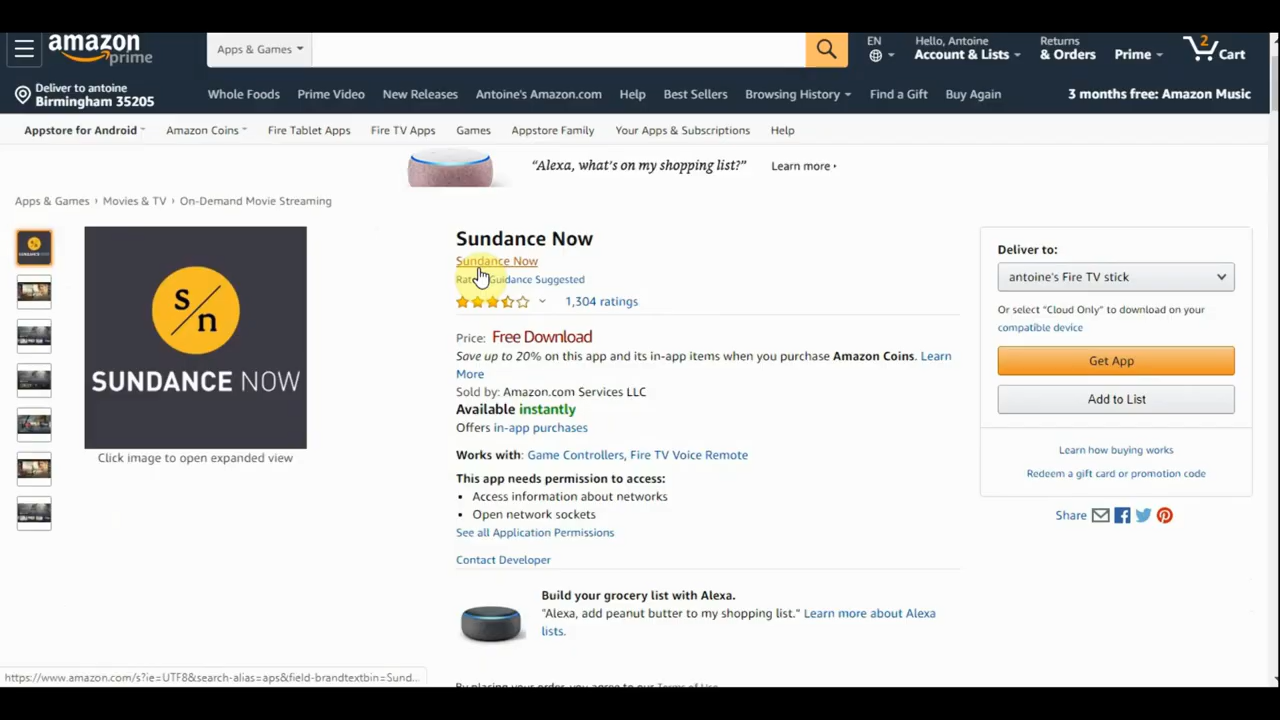 amazon prime
Apps & Games
EN
Hello, Antoine
Account & Lists
Returns
& Orders
Prime
2
Cart
Deliver to antoine
Birmingham 35205
Whole Foods
Prime Video
New Releases
Antoine's Amazon.com
Help
Best Sellers
Browsing History
Find a Gift
Buy Again
3 months free: Amazon Music
Appstore for Android
Amazon Coins
Fire Tablet Apps
Fire TV Apps
Games
Appstore Family
Your Apps & Subscriptions
Help
“Alexa, what's on my shopping list?”
Learn more ›
Apps & Games › Movies & TV › On-Demand Movie Streaming
s/n
SUNDANCE NOW
Click image to open expanded view
Sundance Now
Sundance Now
Guidance Suggested
1,304 ratings
Price: Free Download
Save up to 20% on this app and its in-app items when you purchase Amazon Coins. Learn
More
Sold by: Amazon.com Services LLC
Available instantly
Offers in-app purchases
Works with: Game Controllers, Fire TV Voice Remote
This app needs permission to access:
• Access information about networks
• Open network sockets
See all Application Permissions
Contact Developer
Build your grocery list with Alexa.
"Alexa, add peanut butter to my shopping list." Learn more about Alexa
lists.
By placing your order, you agree to our Terms of Use
Deliver to:
antoine's Fire TV stick
Or select "Cloud Only" to download on your
compatible device
Get App
Add to List
Learn how buying works
Redeem a gift card or promotion code
Share
https://www.amazon.com/s?ie=UTF8&search-alias=aps&field-brandtextbin=Sund...